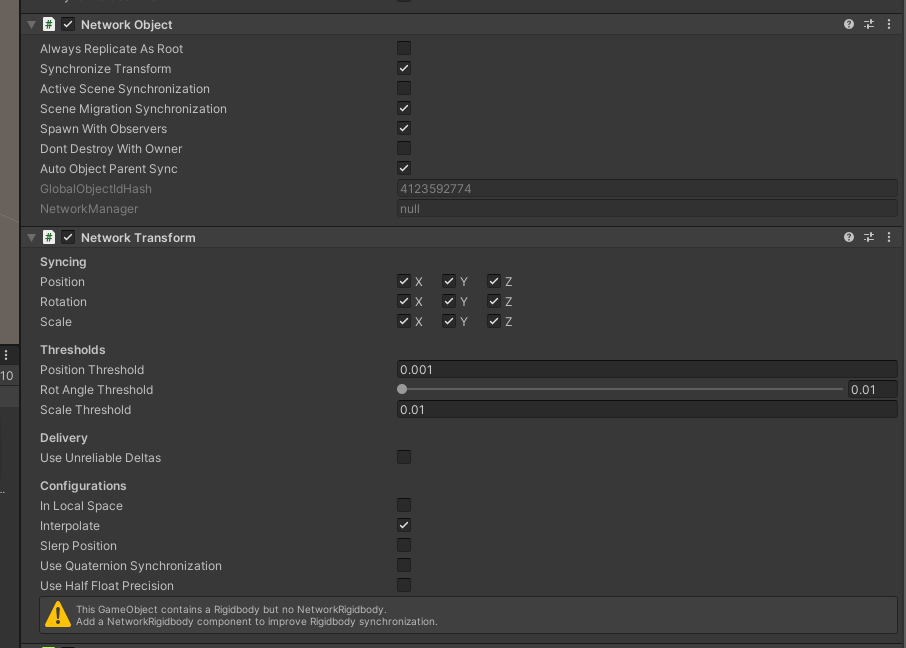 Network Object
Always Replicate As Root
Synchronize Transform
Active Scene Synchronization
Scene Migration Synchronization
Spawn With Observers
Dont Destroy With Owner
Auto Object Parent Sync
GlobalObjectIdHash 4123592774
NetworkManager null
Network Transform
Syncing
Position X Y Z
Rotation X Y Z
Scale X Y Z
Thresholds
Position Threshold 0.001
10
Rot Angle Threshold 0.01
Scale Threshold 0.01
Delivery
Use Unreliable Deltas
Configurations
In Local Space
Interpolate
Slerp Position
Use Quaternion Synchronization
Use Half Float Precision
This GameObject contains a Rigidbody but no NetworkRigidbody.
Add a NetworkRigidbody component to improve Rigidbody synchronization.